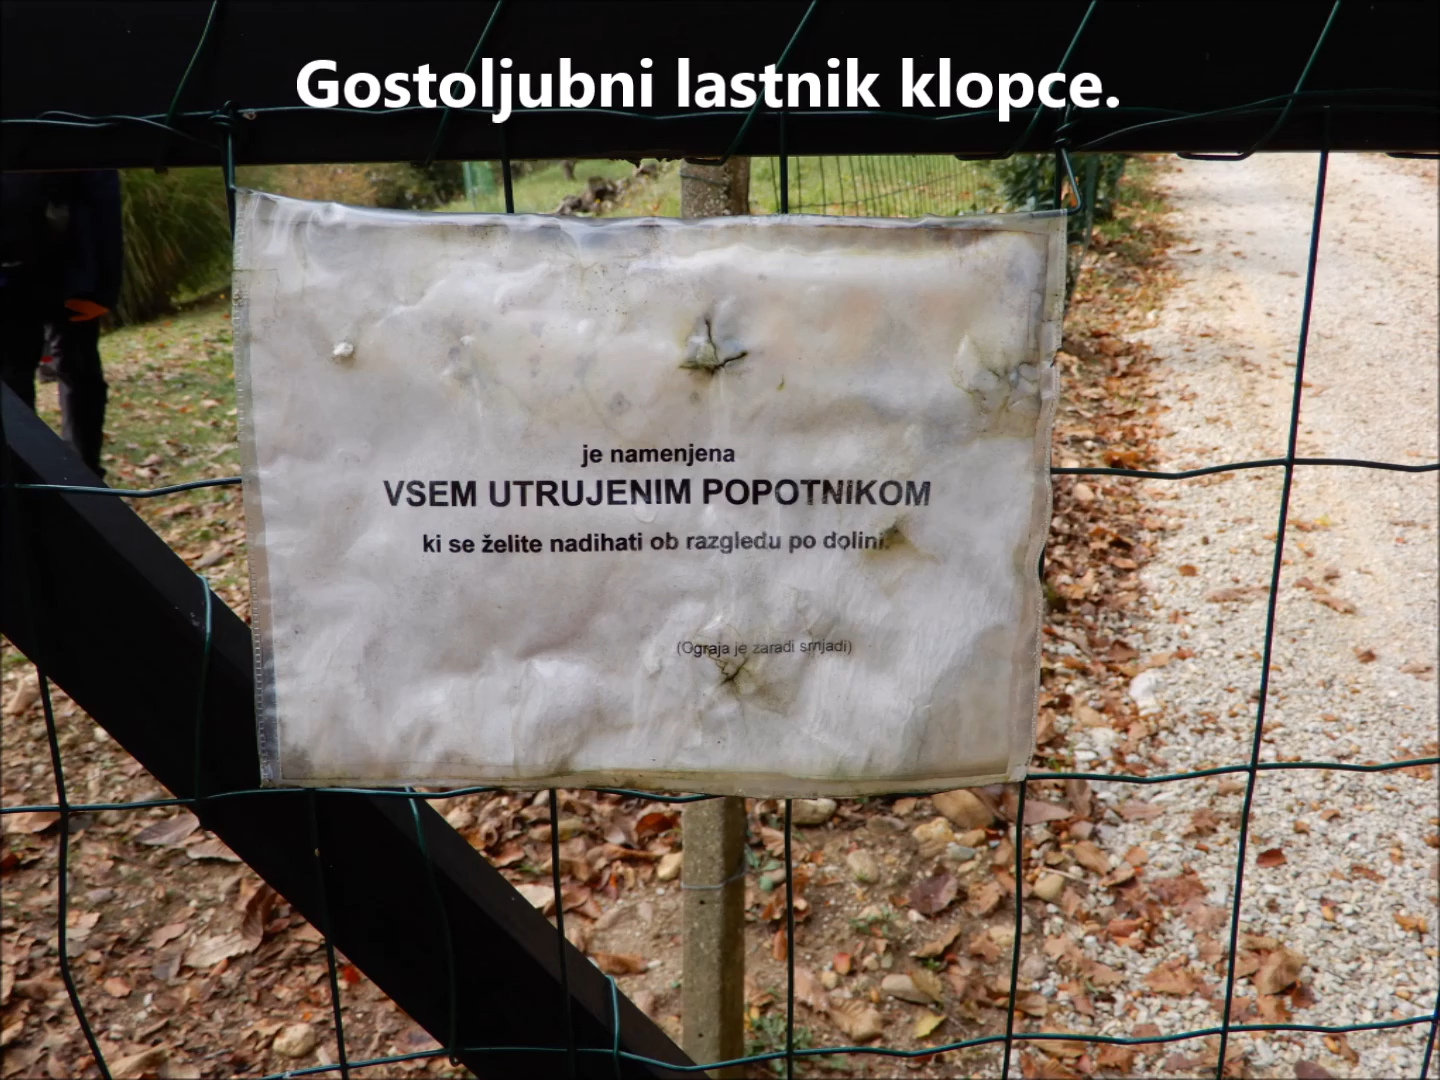 Gostoljubni lastnik klopce.
je namenjena
VSEM UTRUJENIM POPOTNIKOM
ki se želite nadihati ob razgledu po dolini.
(Ograja je zaradi srnjadi)